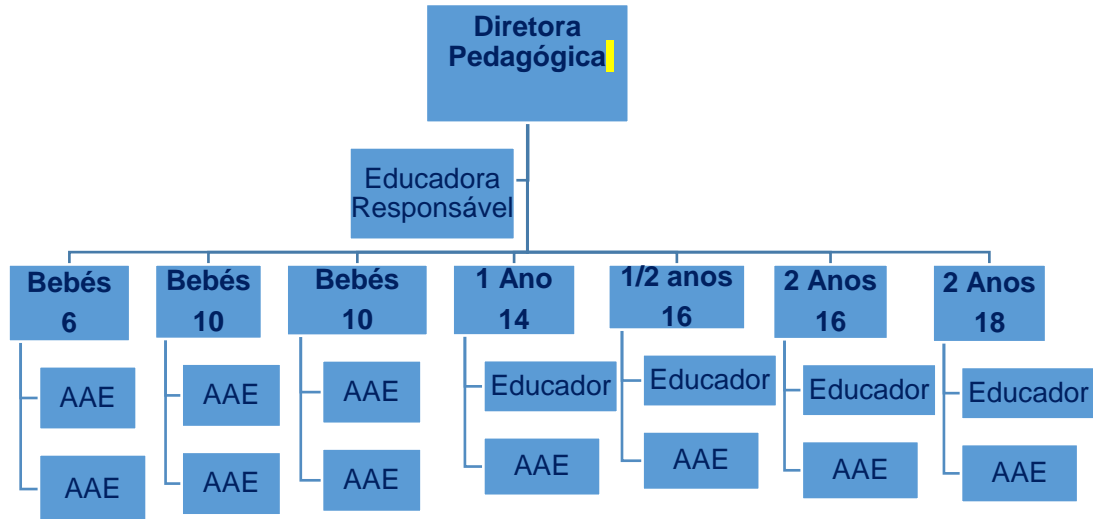 Diretora
Pedagógica
Educadora
Responsável
Bebés
6
Bebés
10
Bebés
10
1 Ano
14
1/2 anos
16
2 Anos
16
2 Anos
18
AAE
AAE
AAE
AAE
AAE
AAE
Educador
AAE
Educador
AAE
Educador
AAE
Educador
AAE